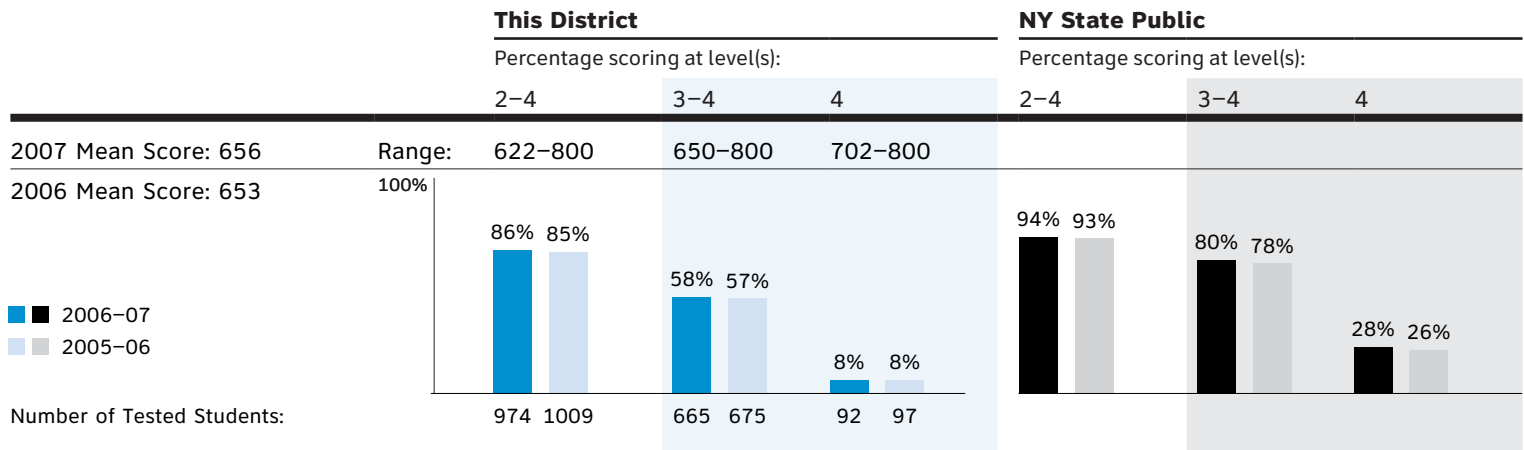 This District NY State Public
Percentage scoring at level(s): Percentage scoring at level(s):
2–4 3–4 4 2–4 3–4 4
2007 Mean Score: 656 Range: 622–800 650–800 702–800
2006 Mean Score: 653 100%
86% 85% 58% 57% 8% 8% 94% 93% 80% 78% 28% 26%
2006–07
2005–06
Number of Tested Students: 974 1009 665 675 92 97